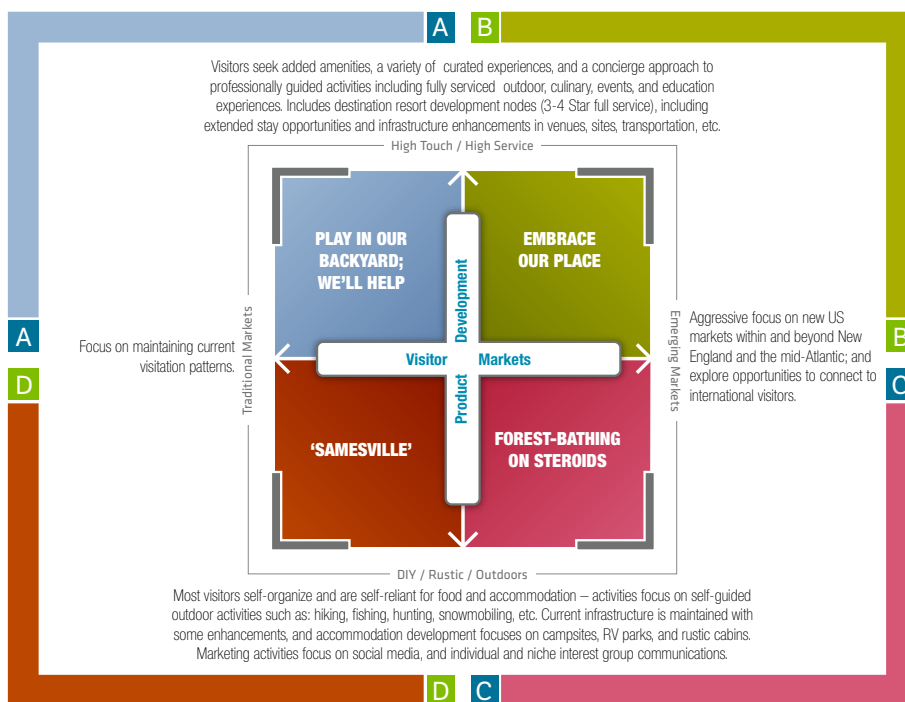 A B
Visitors seek added amenities, a variety of curated experiences, and a concierge approach to
professionally guided activities including fully serviced outdoor, culinary, events, and education
experiences. Includes destination resort development nodes (3-4 Star full service), including
extended stay opportunities and infrastructure enhancements in venues, sites, transportation, etc.
High Touch / High Service
PLAY IN OUR
BACKYARD;
WE'LL HELP
EMBRACE
OUR PLACE
Product Development
Visitor Markets
Traditional Markets
Emerging Markets
A
D
Focus on maintaining current
visitation patterns.
Aggressive focus on new US
markets within and beyond New
England and the mid-Atlantic; and
explore opportunities to connect to
international visitors.
B
C
‘SAMESVILLE’
FOREST-BATHING
ON STEROIDS
DIY / Rustic / Outdoors
Most visitors self-organize and are self-reliant for food and accommodation – activities focus on self-guided
outdoor activities such as: hiking, fishing, hunting, snowmobiling, etc. Current infrastructure is maintained with
some enhancements, and accommodation development focuses on campsites, RV parks, and rustic cabins.
Marketing activities focus on social media, and individual and niche interest group communications.
D C